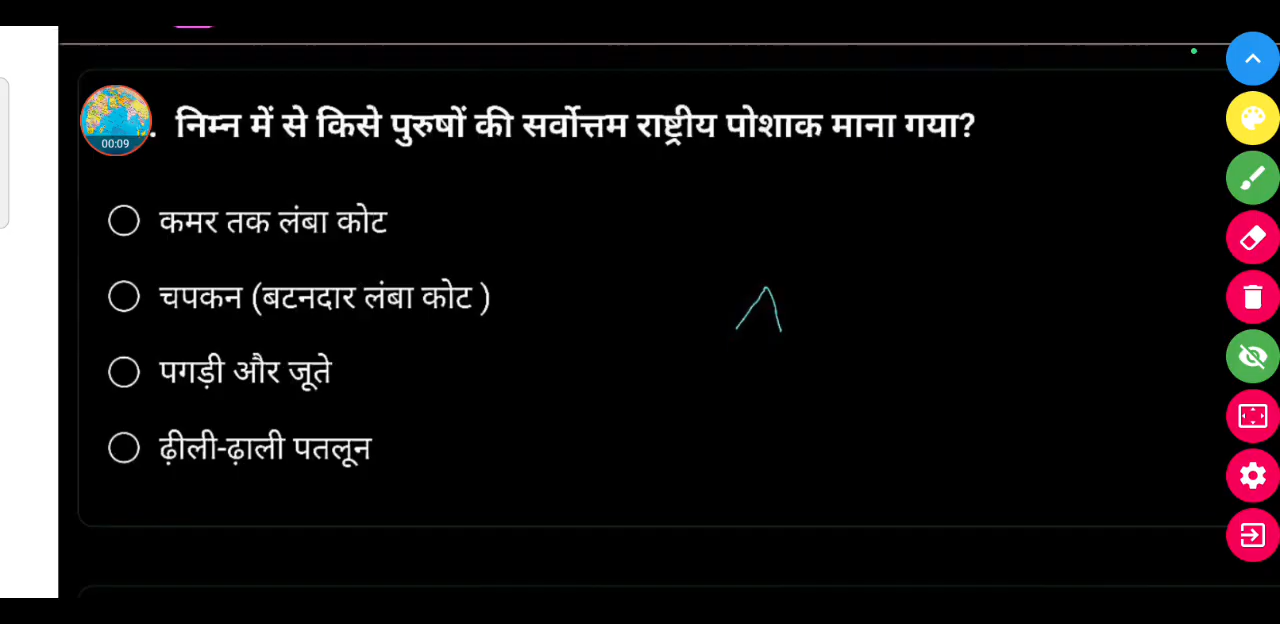 निम्न में से किसे पुरुषों की सर्वोत्तम राष्ट्रीय पोशाक माना गया?
00:09
कमर तक लंबा कोट
चपकन (बटनदार लंबा कोट )
पगड़ी और जूते
ढ़ीली-ढ़ाली पतलून